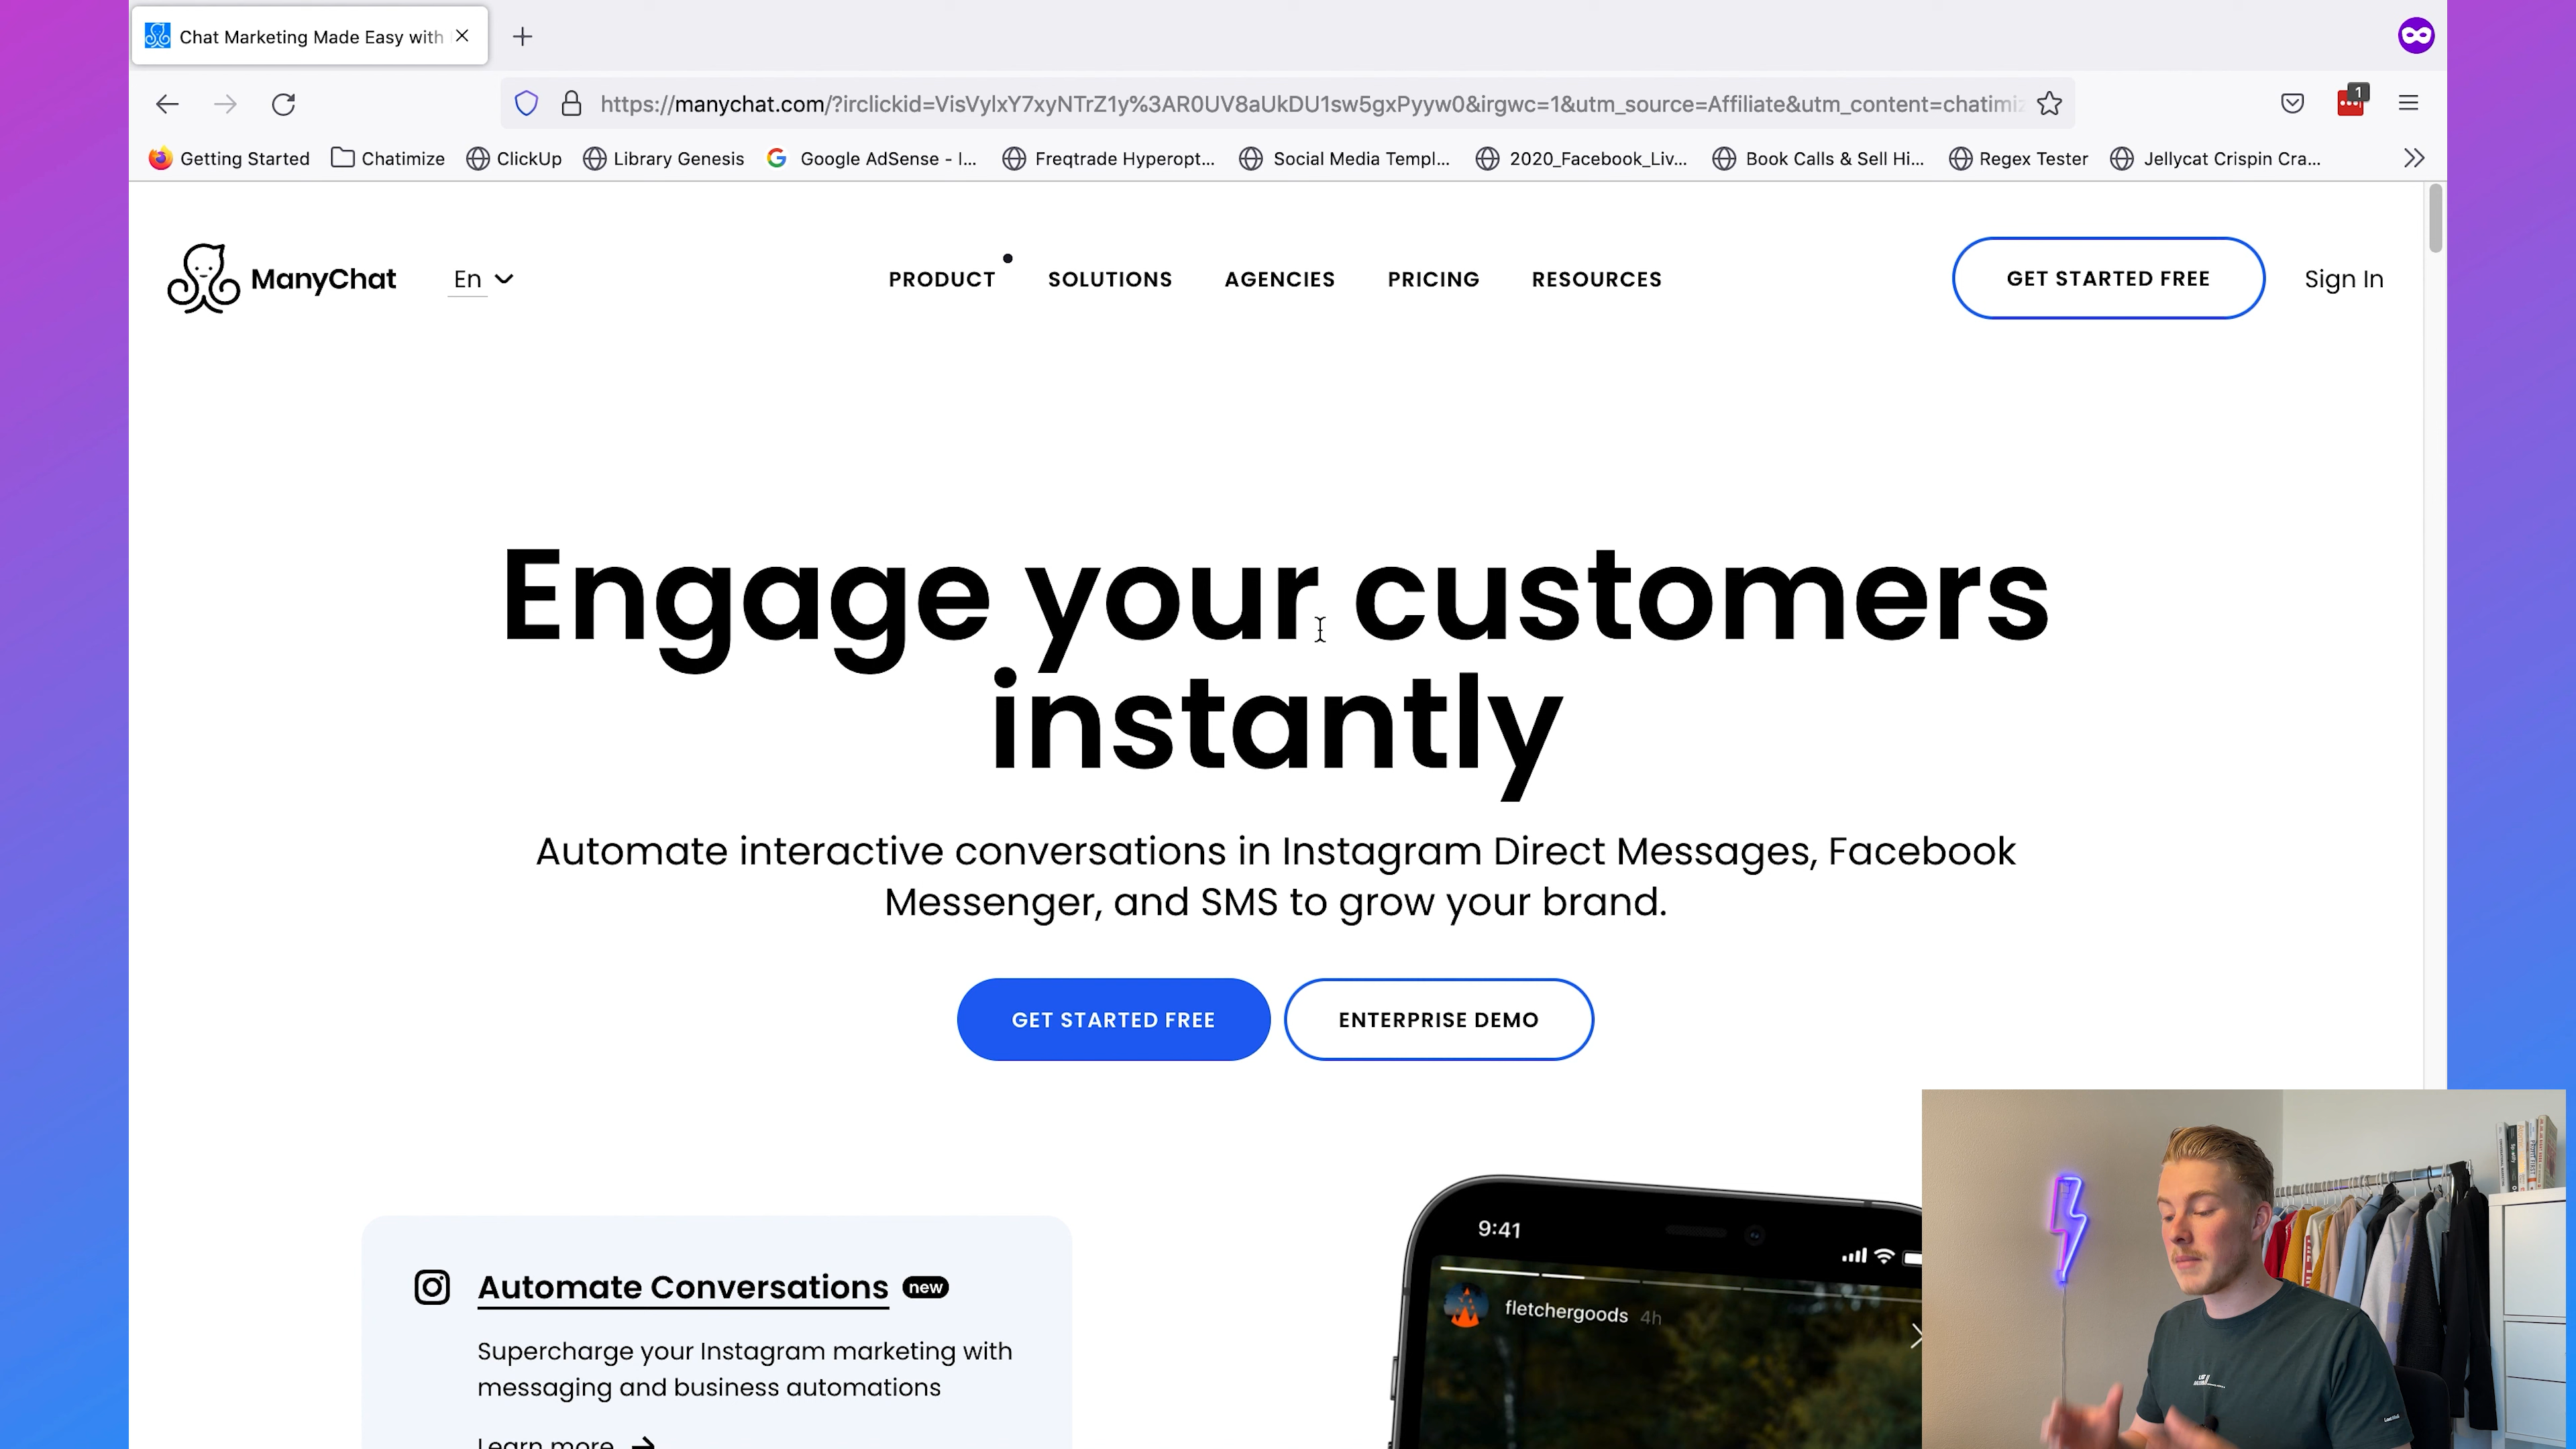 Chat Marketing Made Easy with
https://manychat.com/?irclickid=VisVylxY7xyNTrZ1y%3AR0UV8aUkDU1sw5gxPyyw0&irgwc=1&utm_source=Affiliate&utm_content=chatimiz
1
Getting Started Chatimize ClickUp Library Genesis Google AdSense - I... Freqtrade Hyperopt... Social Media Templ... 2020_Facebook_Liv... Book Calls & Sell Hi... Regex Tester Jellycat Crispin Cra...
ManyChat En PRODUCT SOLUTIONS AGENCIES PRICING RESOURCES GET STARTED FREE Sign In
Engage your customers
instantly
Automate interactive conversations in Instagram Direct Messages, Facebook
Messenger, and SMS to grow your brand.
GET STARTED FREE ENTERPRISE DEMO
9:41
fletchergoods 4h
Automate Conversations new
Supercharge your Instagram marketing with
messaging and business automations
Learn more